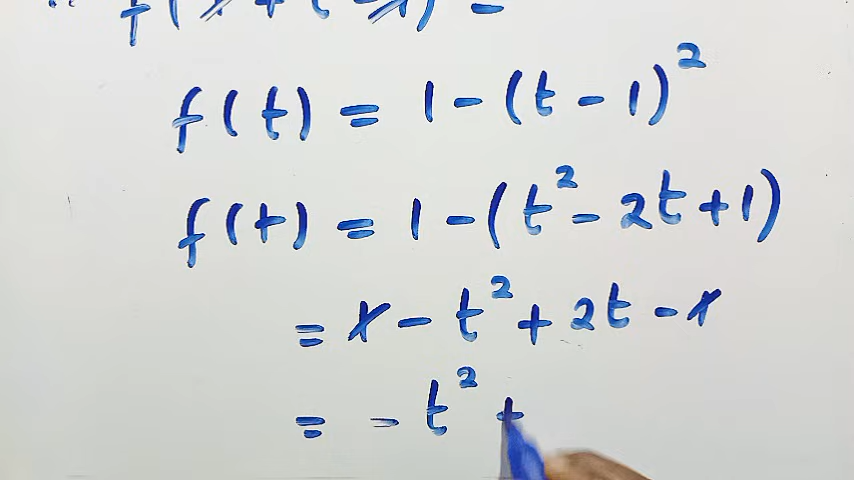 f(t) = 1 - (t - 1)²
f(t) = 1 - (t² - 2t + 1)
= 1 - t² + 2t - 1
= - t² +